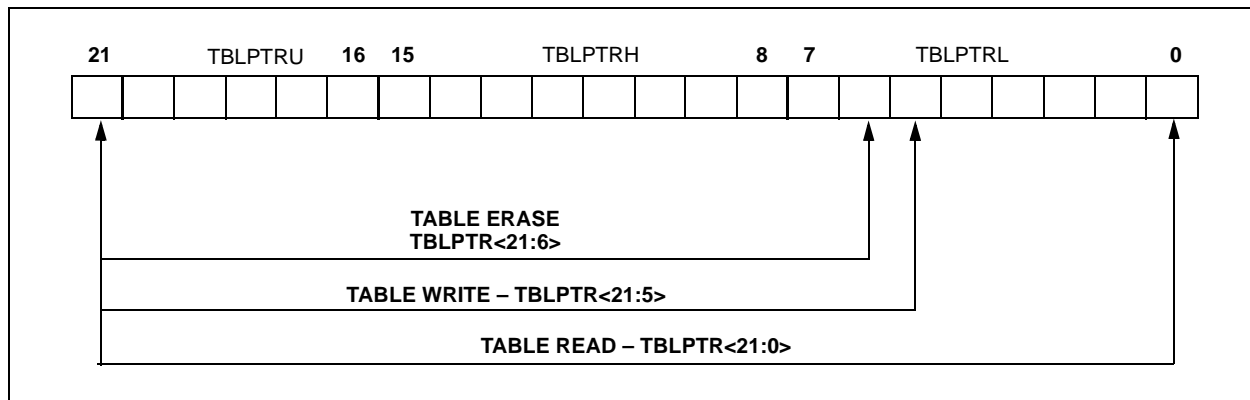 21 TBLPTRU 16 15 TBLPTRH 8 7 TBLPTRL 0
TABLE ERASE
TBLPTR<21:6>
TABLE WRITE – TBLPTR<21:5>
TABLE READ – TBLPTR<21:0>